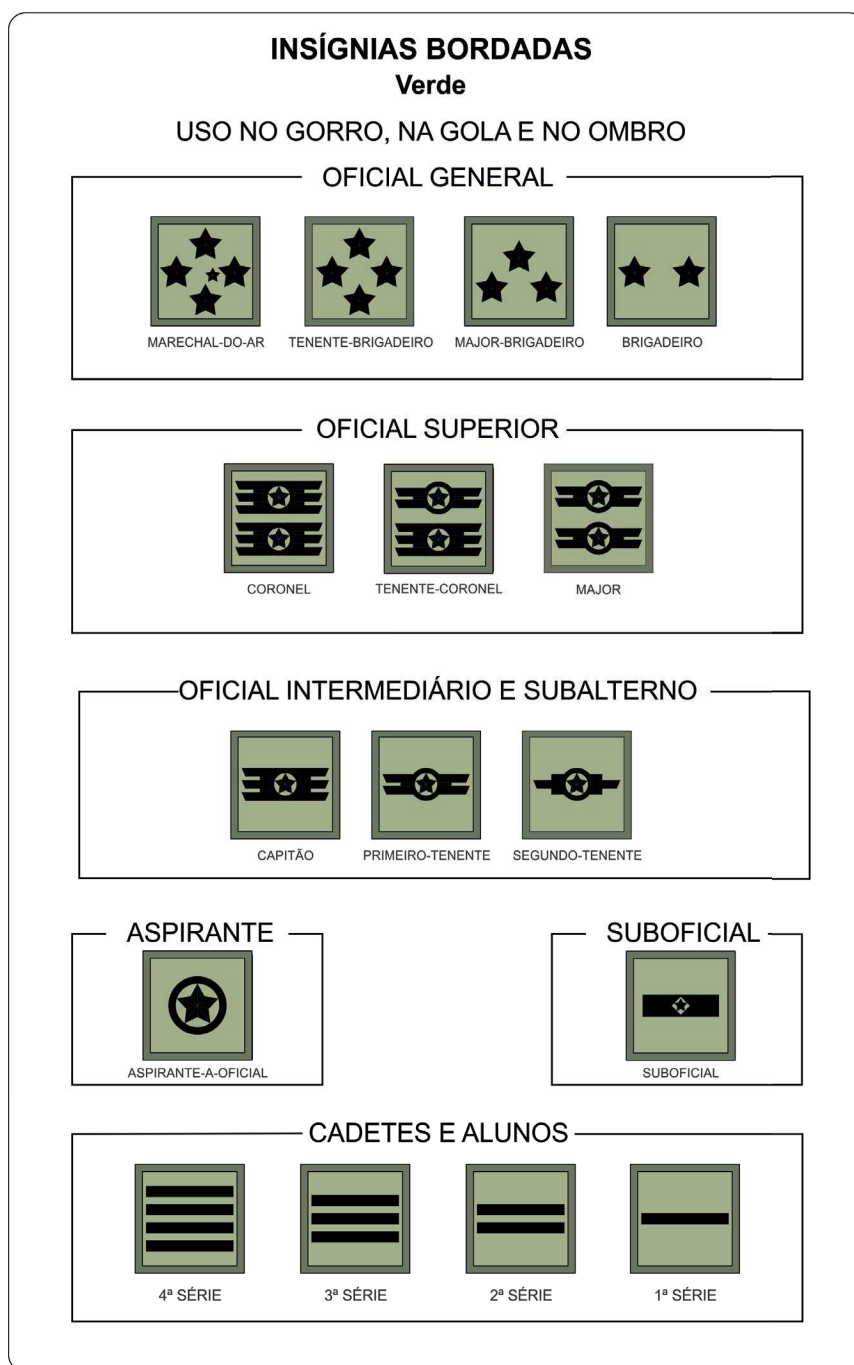 INSÍGNIAS BORDADAS
Verde
USO NO GORRO, NA GOLA E NO OMBRO
OFICIAL GENERAL
MARECHAL-DO-AR TENENTE-BRIGADEIRO MAJOR-BRIGADEIRO BRIGADEIRO
OFICIAL SUPERIOR
CORONEL TENENTE-CORONEL MAJOR
OFICIAL INTERMEDIÁRIO E SUBALTERNO
CAPITÃO PRIMEIRO-TENENTE SEGUNDO-TENENTE
ASPIRANTE
ASPIRANTE-A-OFICIAL
SUBOFICIAL
SUBOFICIAL
CADETES E ALUNOS
4ª SÉRIE 3ª SÉRIE 2ª SÉRIE 1ª SÉRIE